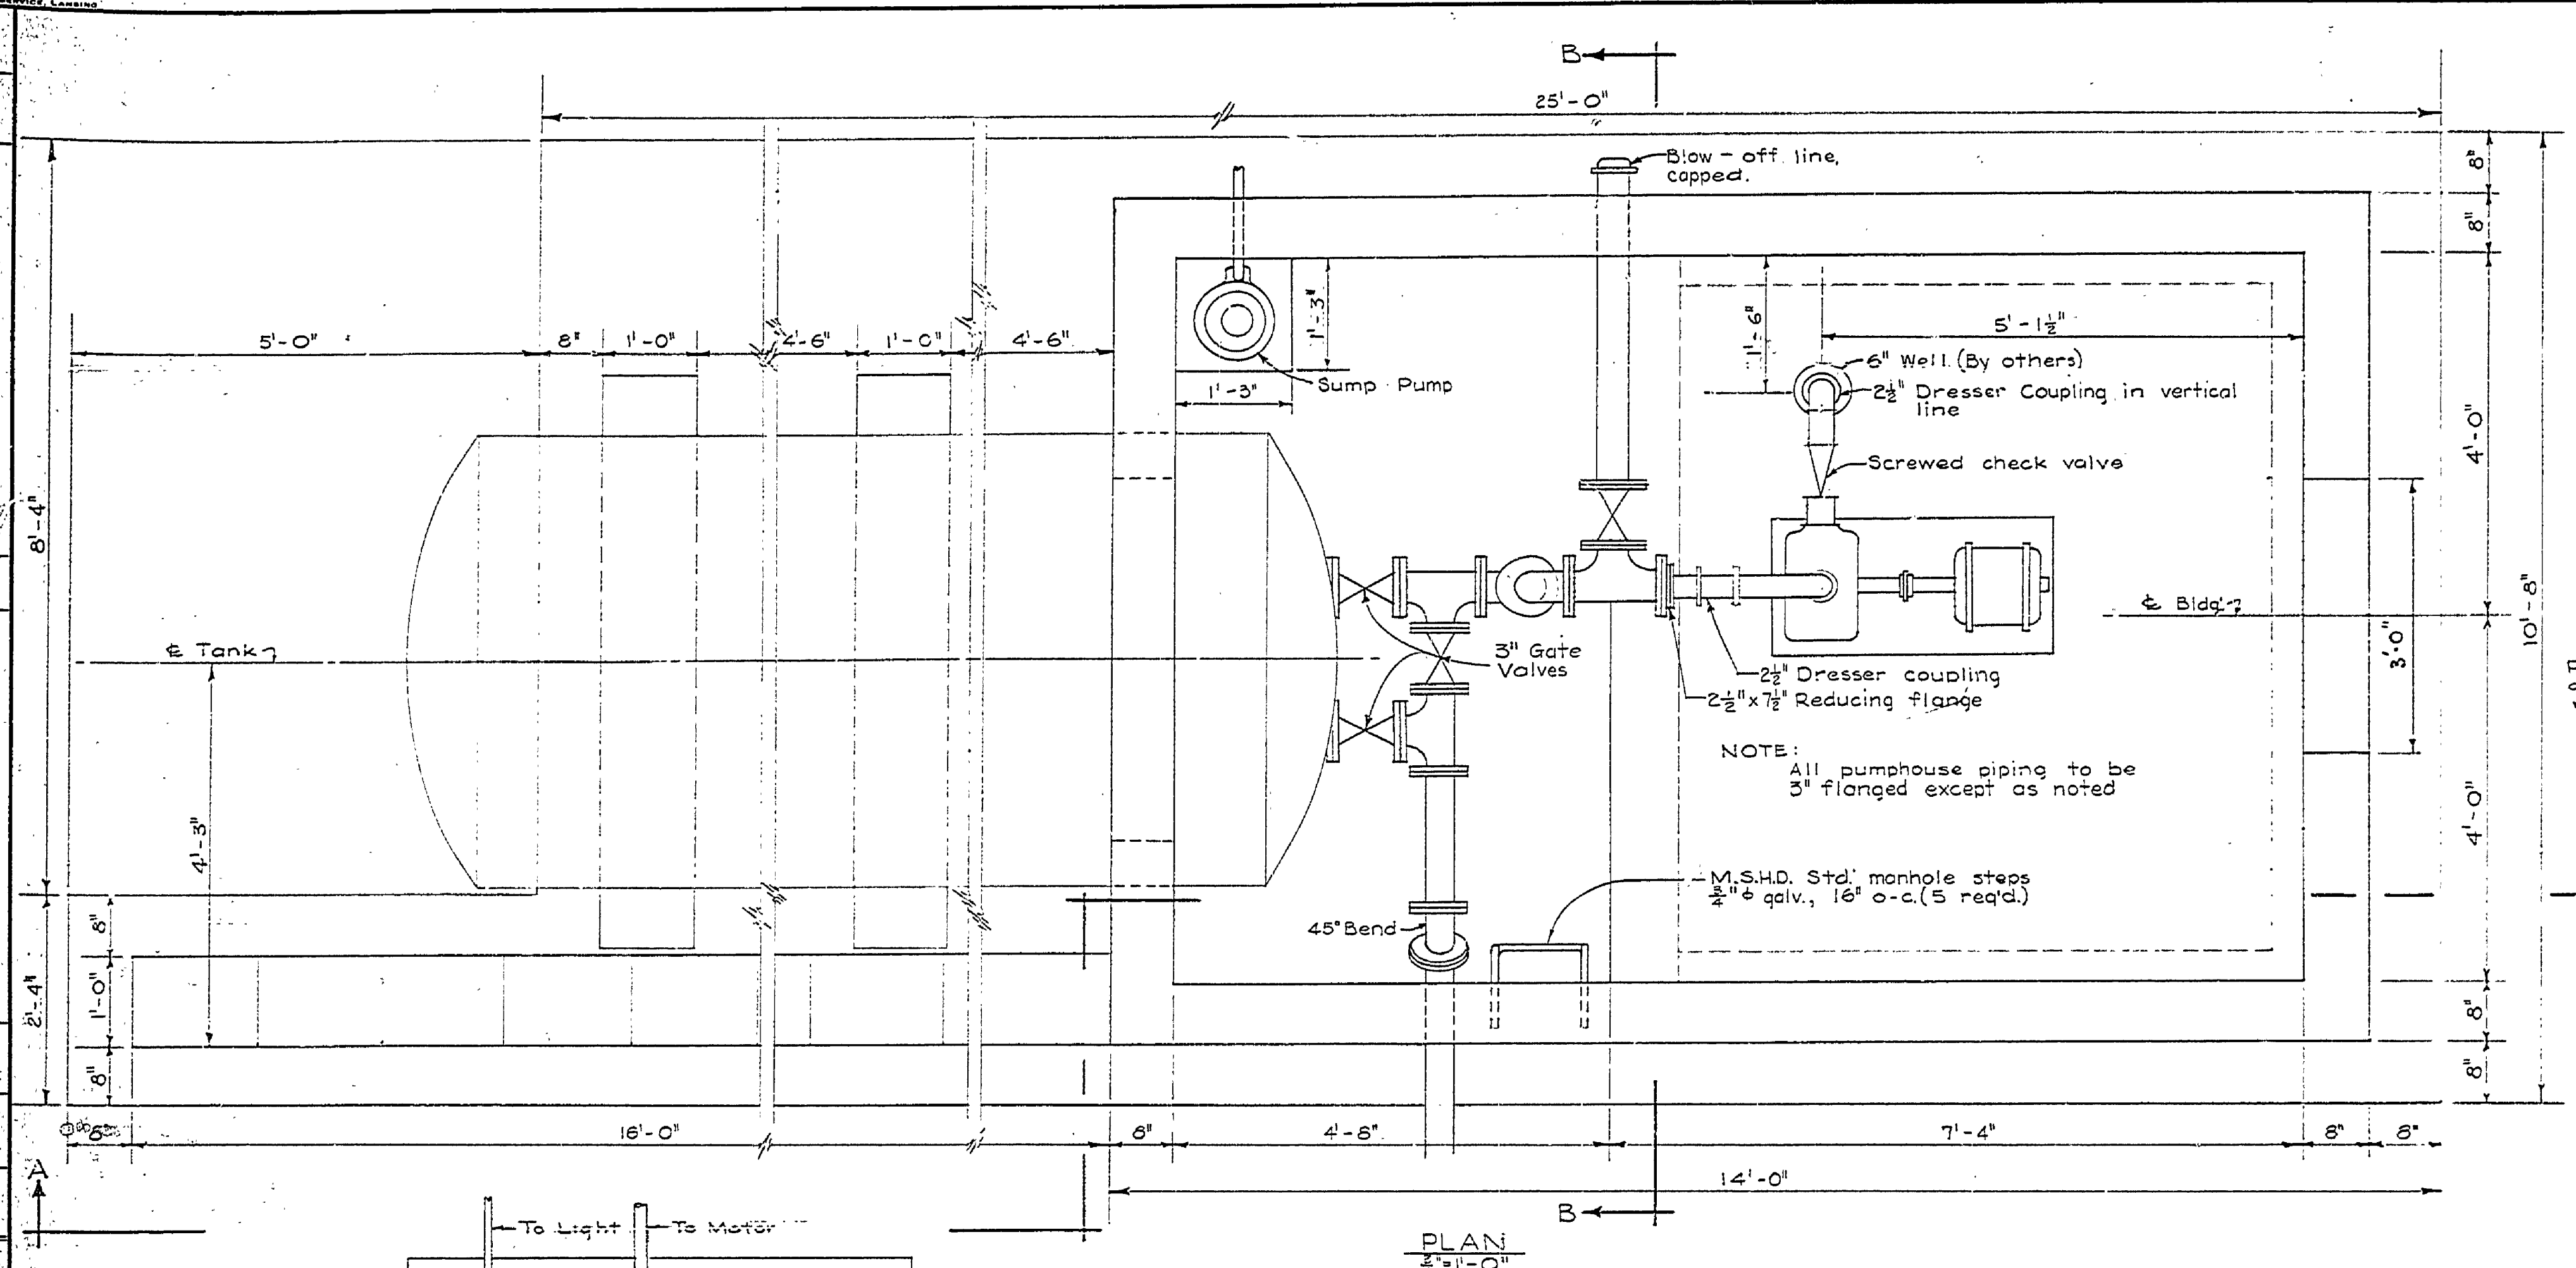 SERVICE, LANSING
B
25'-0"
Blow-off line,
capped.
8"
8"
1'-3"
1'-6"
5'-1½"
5'-0"
8"
1'-0"
4'-6"
1'-0"
4'-6"
6" Well. (By others)
2½" Dresser Coupling in vertical
line
Sump Pump
1'-3"
4'-0"
Screwed check valve
8'-4"
℄ Bldg.
10'-8"
3'-0"
℄ Tank
3" Gate
Valves
2½" Dresser coupling
2½" x 7½" Reducing flange
NOTE:
All pumphouse piping to be
3" flanged except as noted
4'-3"
4'-0"
M.S.H.D. Std. manhole steps
¾" ϕ galv., 16" o-c. (5 req'd.)
45° Bend
8"
1'-0"
2'-4"
8"
8"
8"
16'-0"
8"
4'-8"
7'-4"
8"
8"
14'-0"
A
To Light
To Motor
B
PLAN